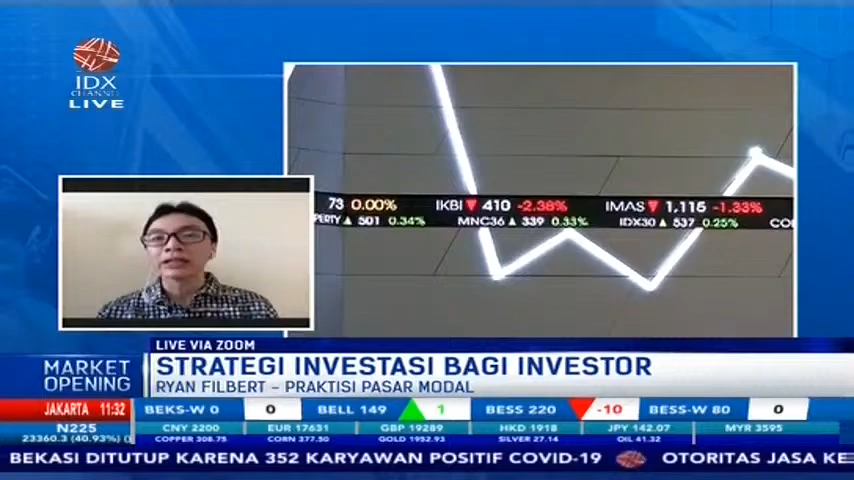 IDX
CHANNEL
LIVE
73 0.00% IKBI ▼ 410 -2.38% IMAS ▼ 1,115 -1.33%
PERTY ▲ 501 0.34% MNC36 ▲ 339 0.33% IDX30 ▲ 537 0.25% CO
LIVE VIA ZOOM
MARKET OPENING
STRATEGI INVESTASI BAGI INVESTOR
RYAN FILBERT – PRAKTISI PASAR MODAL
JAKARTA 11:32 BEKS-W 0 0 BELL 149 ▲ 1 BESS 220 ▼ -10 BESS-W 80 0
N225 CNY 2200 EUR 17631 GBP 19289 HKD 1918 JPY 142.07 MYR 3595
23360.3 (40.93%) COPPER 308.75 CORN 377.50 GOLD 1952.93 SILVER 27.14 OIL 41.32
BEKASI DITUTUP KARENA 352 KARYAWAN POSITIF COVID-19 OTORITAS JASA KE